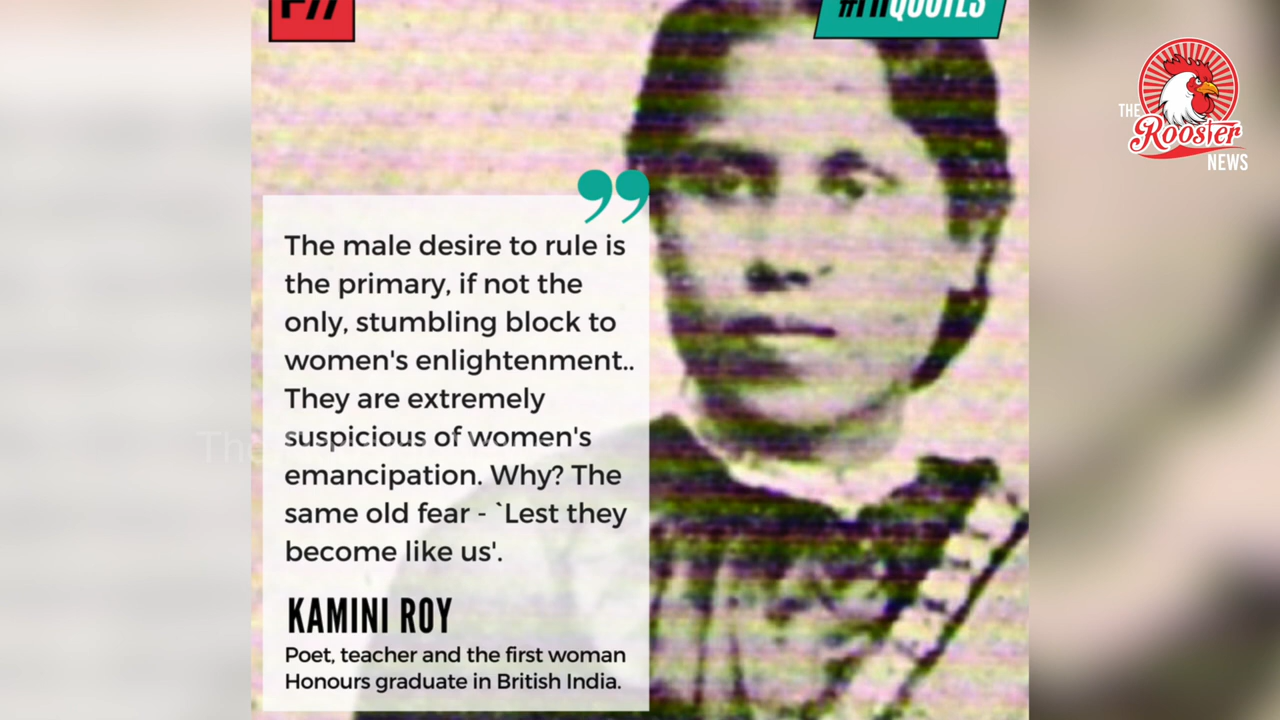 #FIIQUOTES
THE
Rooster
NEWS
”
The male desire to rule is
the primary, if not the
only, stumbling block to
women's enlightenment..
They are extremely
suspicious of women's
emancipation. Why? The
same old fear - `Lest they
become like us'.
KAMINI ROY
Poet, teacher and the first woman
Honours graduate in British India.
The